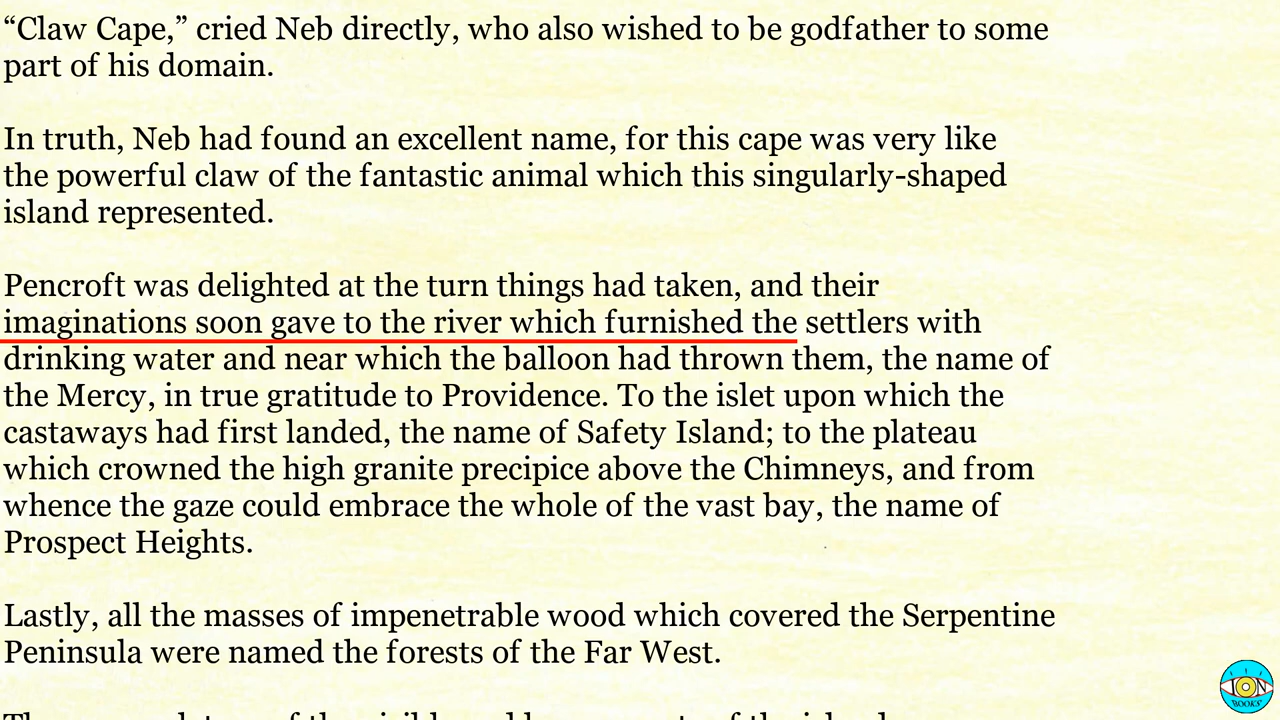 “Claw Cape,” cried Neb directly, who also wished to be godfather to some
part of his domain.
In truth, Neb had found an excellent name, for this cape was very like
the powerful claw of the fantastic animal which this singularly-shaped
island represented.
Pencroft was delighted at the turn things had taken, and their
imaginations soon gave to the river which furnished the settlers with
drinking water and near which the balloon had thrown them, the name of
the Mercy, in true gratitude to Providence. To the islet upon which the
castaways had first landed, the name of Safety Island; to the plateau
which crowned the high granite precipice above the Chimneys, and from
whence the gaze could embrace the whole of the vast bay, the name of
Prospect Heights.
Lastly, all the masses of impenetrable wood which covered the Serpentine
Peninsula were named the forests of the Far West.
ION
BOOKS